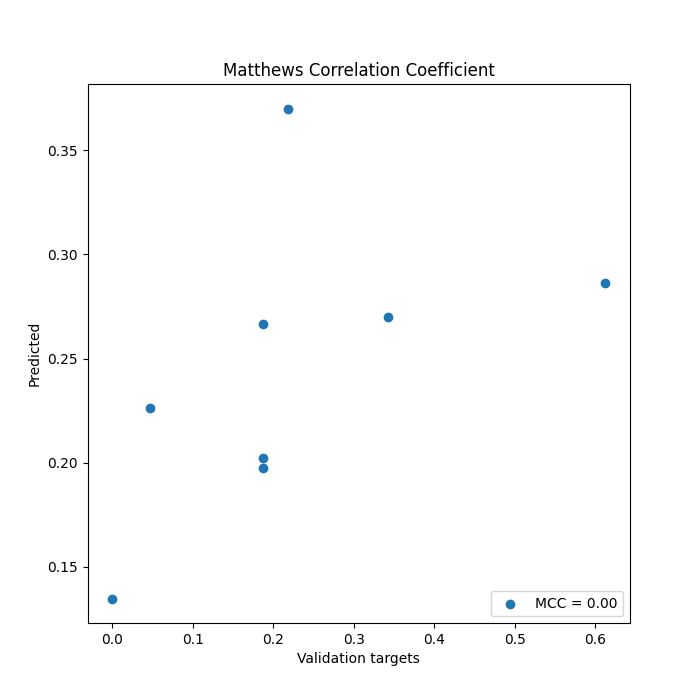 Matthews Correlation Coefficient
0.35
0.30
0.25
0.20
0.15
Predicted
MCC = 0.00
0.0 0.1 0.2 0.3 0.4 0.5 0.6
Validation targets